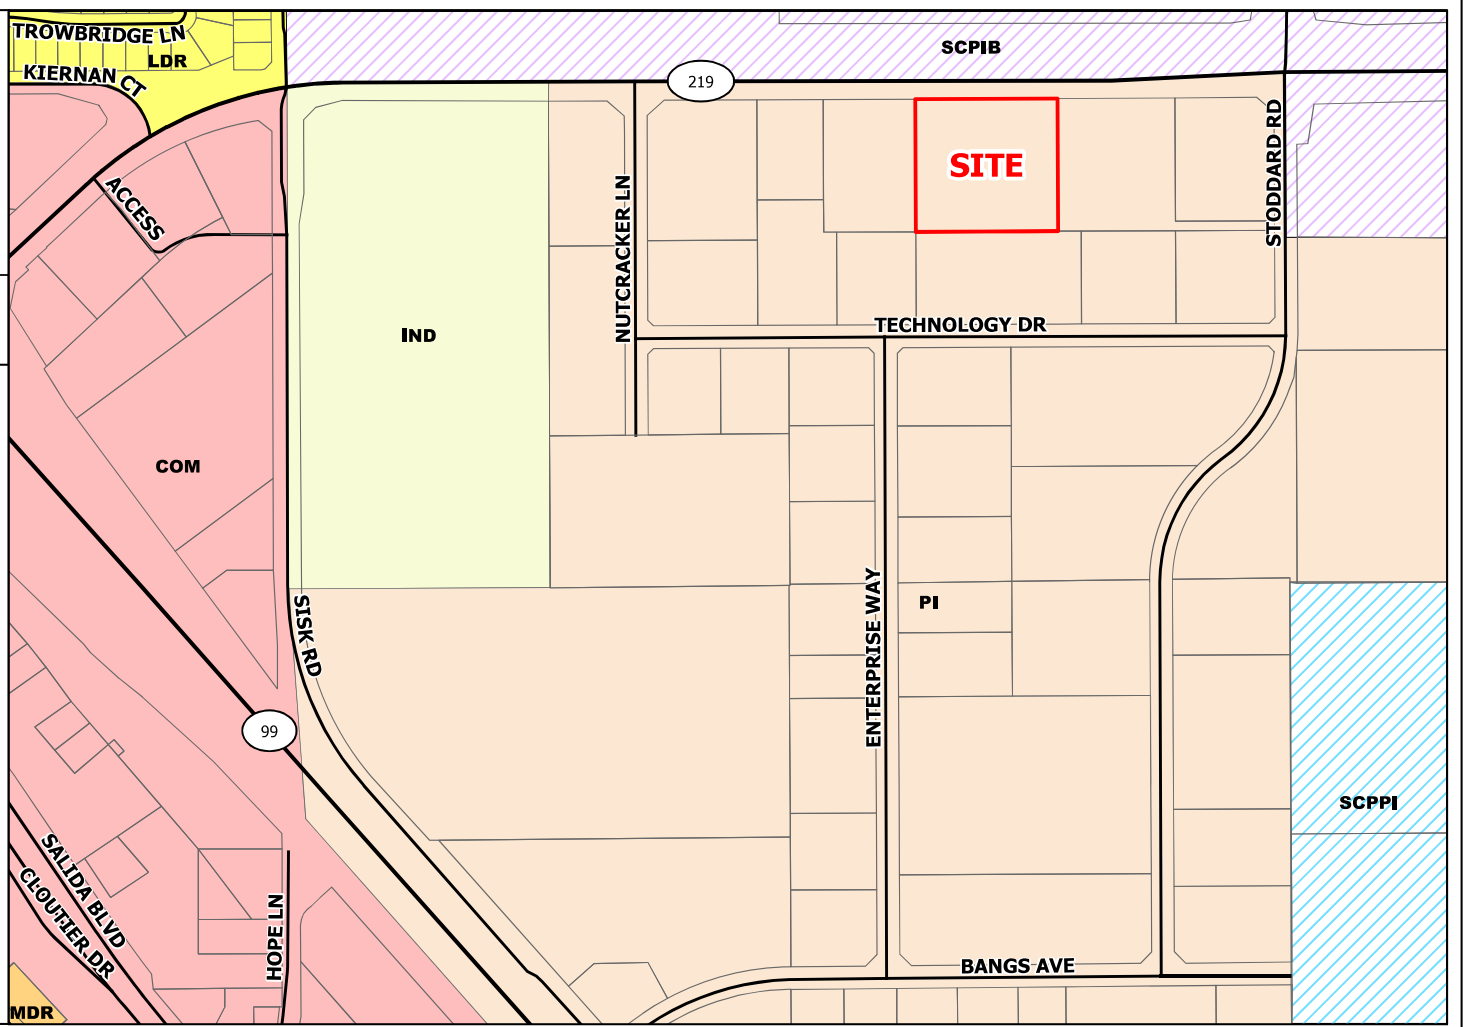 TROWBRIDGE LN
LDR
KIERNAN CT
SCPIB
219
SITE
STODDARD RD
ACCESS
NUTCRACKER LN
IND
TECHNOLOGY DR
COM
SISK RD
ENTERPRISE WAY
PI
99
SCPPI
SALIDA BLVD
CLOUTIER DR
HOPE LN
BANGS AVE
MDR